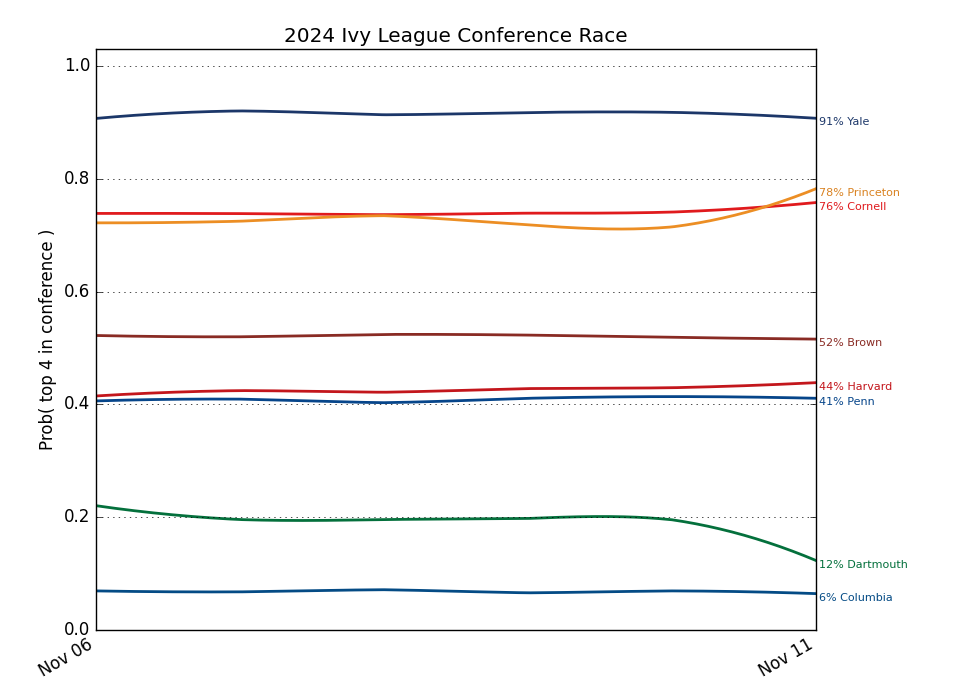 2024 Ivy League Conference Race
Prob( top 4 in conference )
1.0
0.8
0.6
0.4
0.2
0.0
91% Yale
78% Princeton
76% Cornell
52% Brown
44% Harvard
41% Penn
12% Dartmouth
6% Columbia
Nov 06
Nov 11